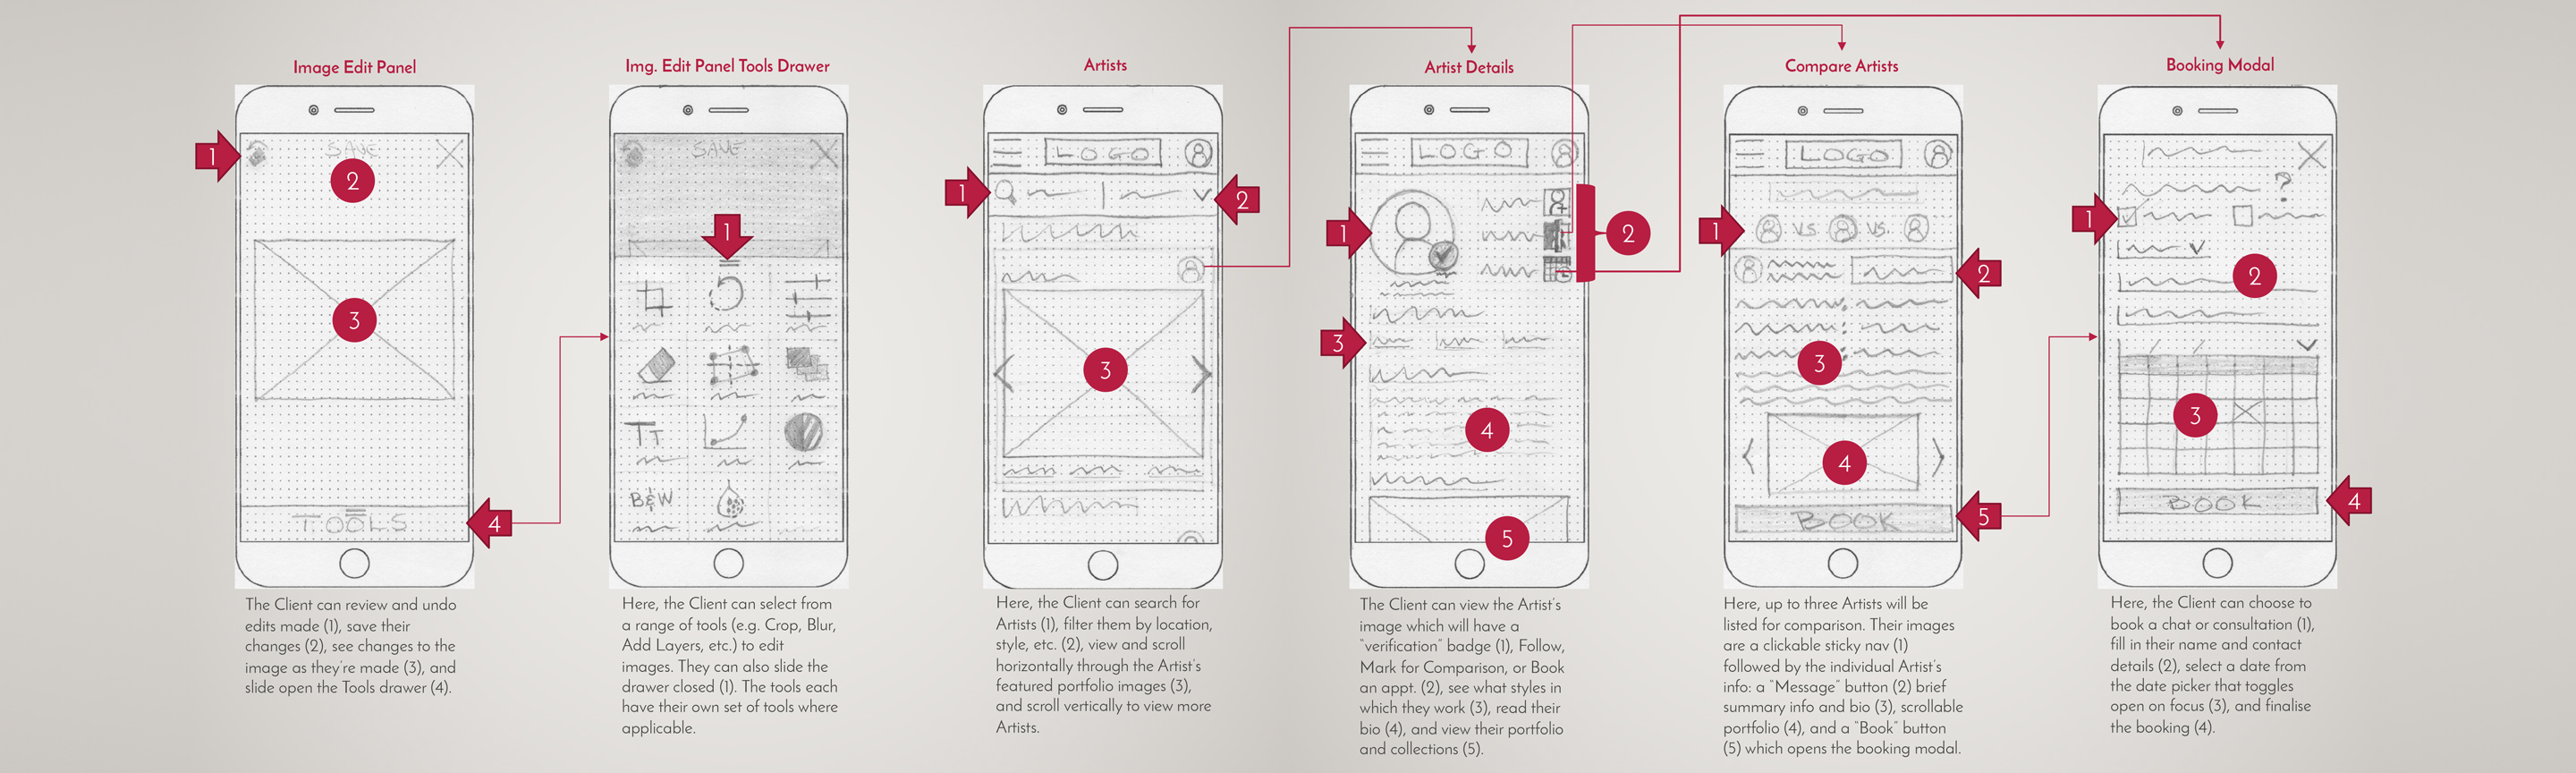 Image Edit Panel
1
SAVE
2
3
TOOLS
4
The Client can review and undo
edits made (1), save their
changes (2), see changes to the
image as they're made (3), and
slide open the Tools drawer (4).
Img. Edit Panel Tools Drawer
SAVE
1
TT
B&W
Here, the Client can select from
a range of tools (e.g. Crop, Blur,
Add Layers, etc.) to edit
images. They can also slide the
drawer closed (1). The tools each
have their own set of tools where
applicable.
Artists
LOGO
1
2
3
Here, the Client can search for
Artists (1), filter them by location,
style, etc. (2), view and scroll
horizontally through the Artist's
featured portfolio images (3),
and scroll vertically to view more
Artists.
Artist Details
LOGO
1
2
3
4
5
The Client can view the Artist's
image which will have a
"verification" badge (1), Follow,
Mark for Comparison, or Book
an appt. (2), see what styles in
which they work (3), read their
bio (4), and view their portfolio
and collections (5).
Compare Artists
LOGO
1
VS. VS.
2
3
4
BOOK
5
Here, up to three Artists will be
listed for comparison. Their images
are a clickable sticky nav (1)
followed by the individual Artist's
info: a "Message" button (2) brief
summary info and bio (3), scrollable
portfolio (4), and a "Book" button
(5) which opens the booking modal.
Booking Modal
?
1
2
3
BOOK
4
Here, the Client can choose to
book a chat or consultation (1),
fill in their name and contact
details (2), select a date from
the date picker that toggles
open on focus (3), and finalise
the booking (4).